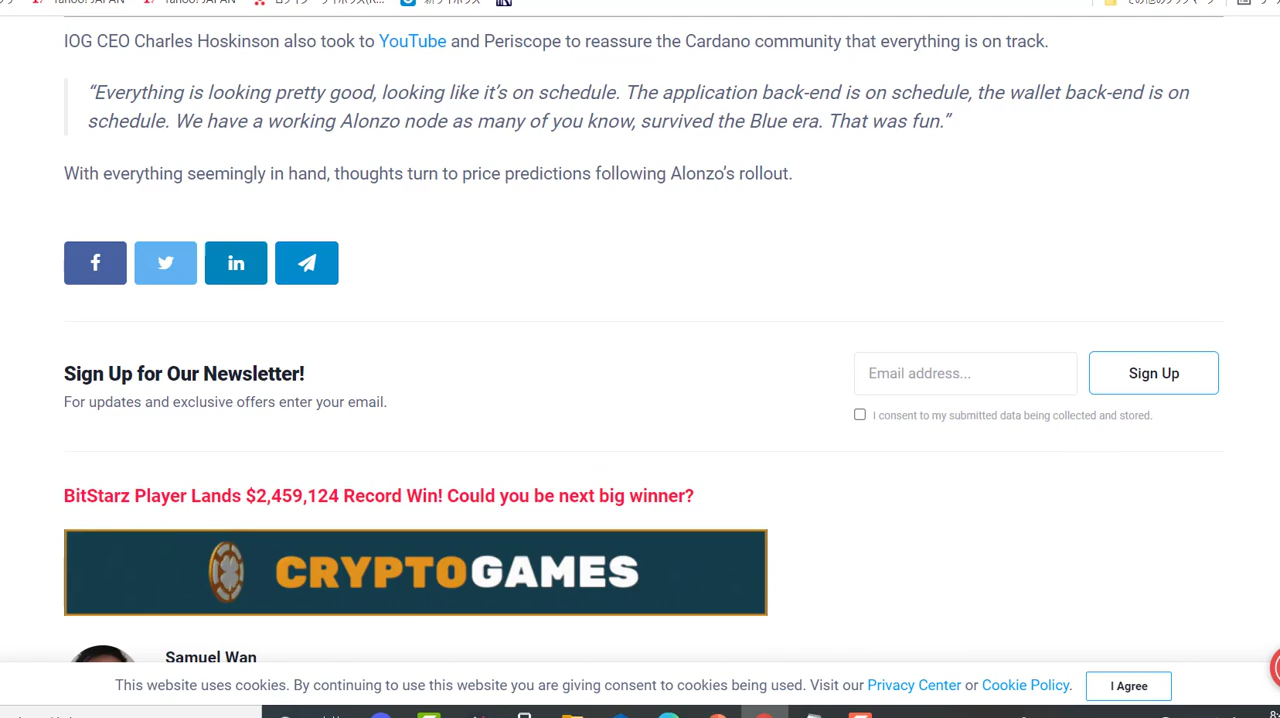 Yahoo! JAPAN
Yahoo! JAPAN
IOG CEO Charles Hoskinson also took to YouTube and Periscope to reassure the Cardano community that everything is on track.
“Everything is looking pretty good, looking like it’s on schedule. The application back-end is on schedule, the wallet back-end is on
schedule. We have a working Alonzo node as many of you know, survived the Blue era. That was fun.”
With everything seemingly in hand, thoughts turn to price predictions following Alonzo’s rollout.
f
in
Sign Up for Our Newsletter!
For updates and exclusive offers enter your email.
Email address...
Sign Up
I consent to my submitted data being collected and stored.
BitStarz Player Lands $2,459,124 Record Win! Could you be next big winner?
CRYPTOGAMES
Samuel Wan
This website uses cookies. By continuing to use this website you are giving consent to cookies being used. Visit our Privacy Center or Cookie Policy.
I Agree